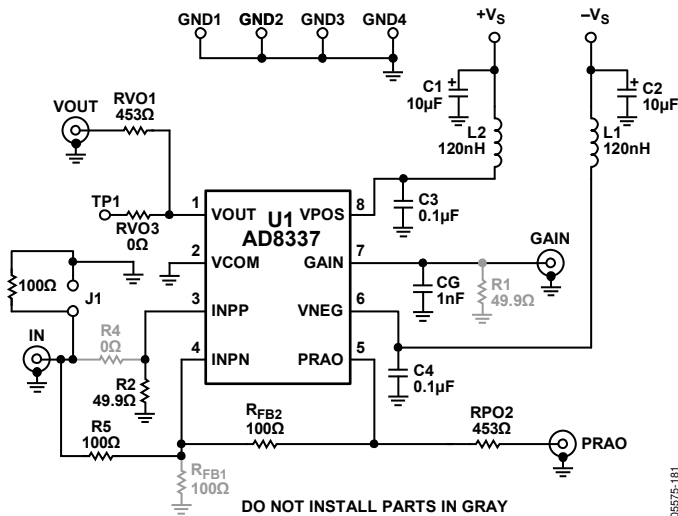 GND1 GND2 GND3 GND4
+VS
–VS
C1 +
10µF
+ C2
10µF
L2
120nH
L1
120nH
VOUT
RVO1
453Ω
TP1
RVO3
0Ω
C3
0.1µF
1 VOUT
U1
AD8337
VPOS 8
2 VCOM
GAIN 7
3 INPP
VNEG 6
4 INPN
PRAO 5
GAIN
CG
1nF
R1
49.9Ω
100Ω
J1
IN
R4
0Ω
R2
49.9Ω
C4
0.1µF
R5
100Ω
RFB2
100Ω
RPO2
453Ω
PRAO
RFB1
100Ω
DO NOT INSTALL PARTS IN GRAY
05575-181